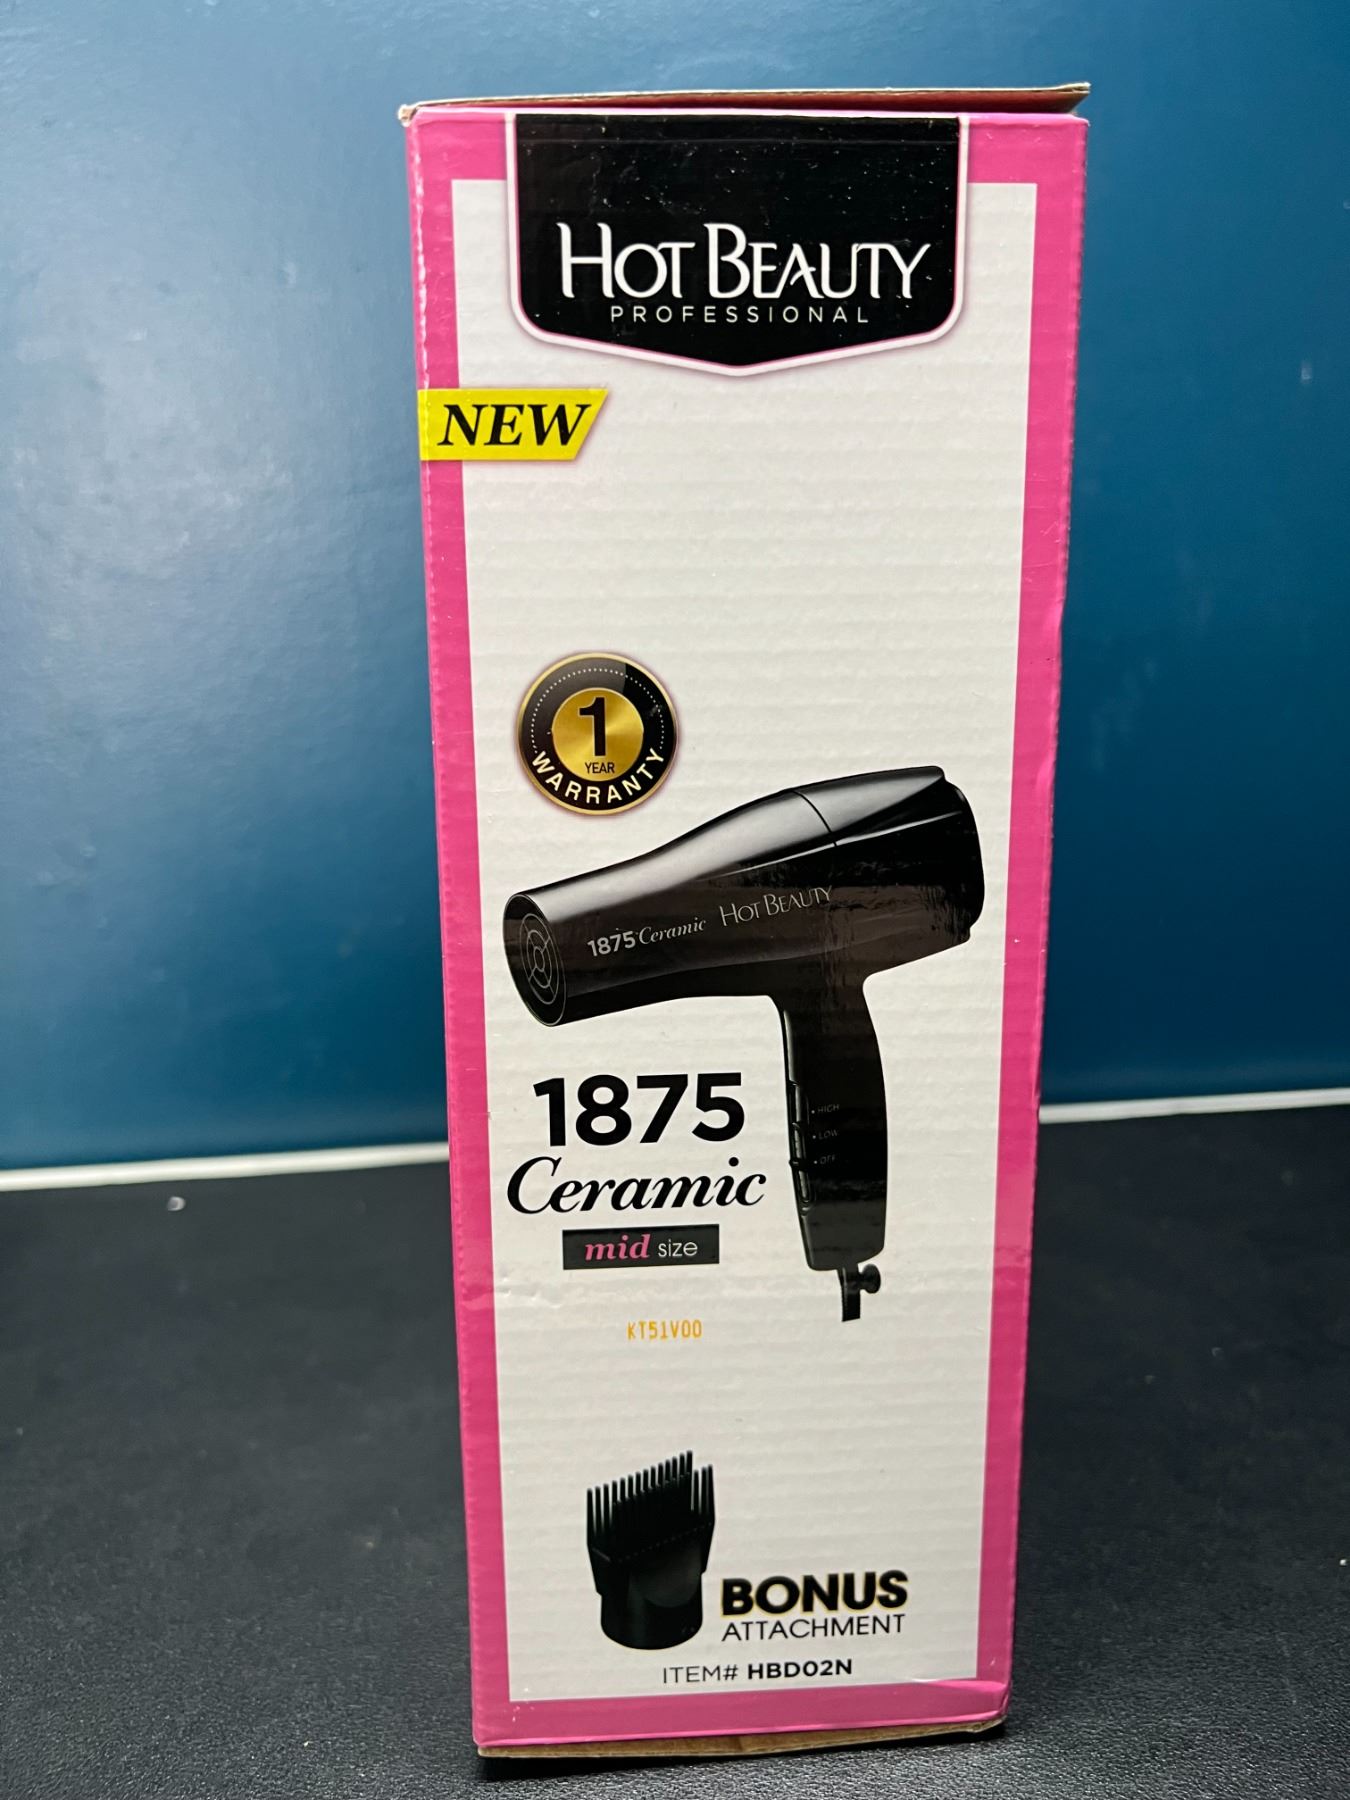 HOT BEAUTY
PROFESSIONAL
NEW
1
YEAR
WARRANTY
1875 Ceramic HOT BEAUTY
• HIGH
• LOW
• OFF
1875
Ceramic
mid size
KT51V00
BONUS
ATTACHMENT
ITEM# HBD02N